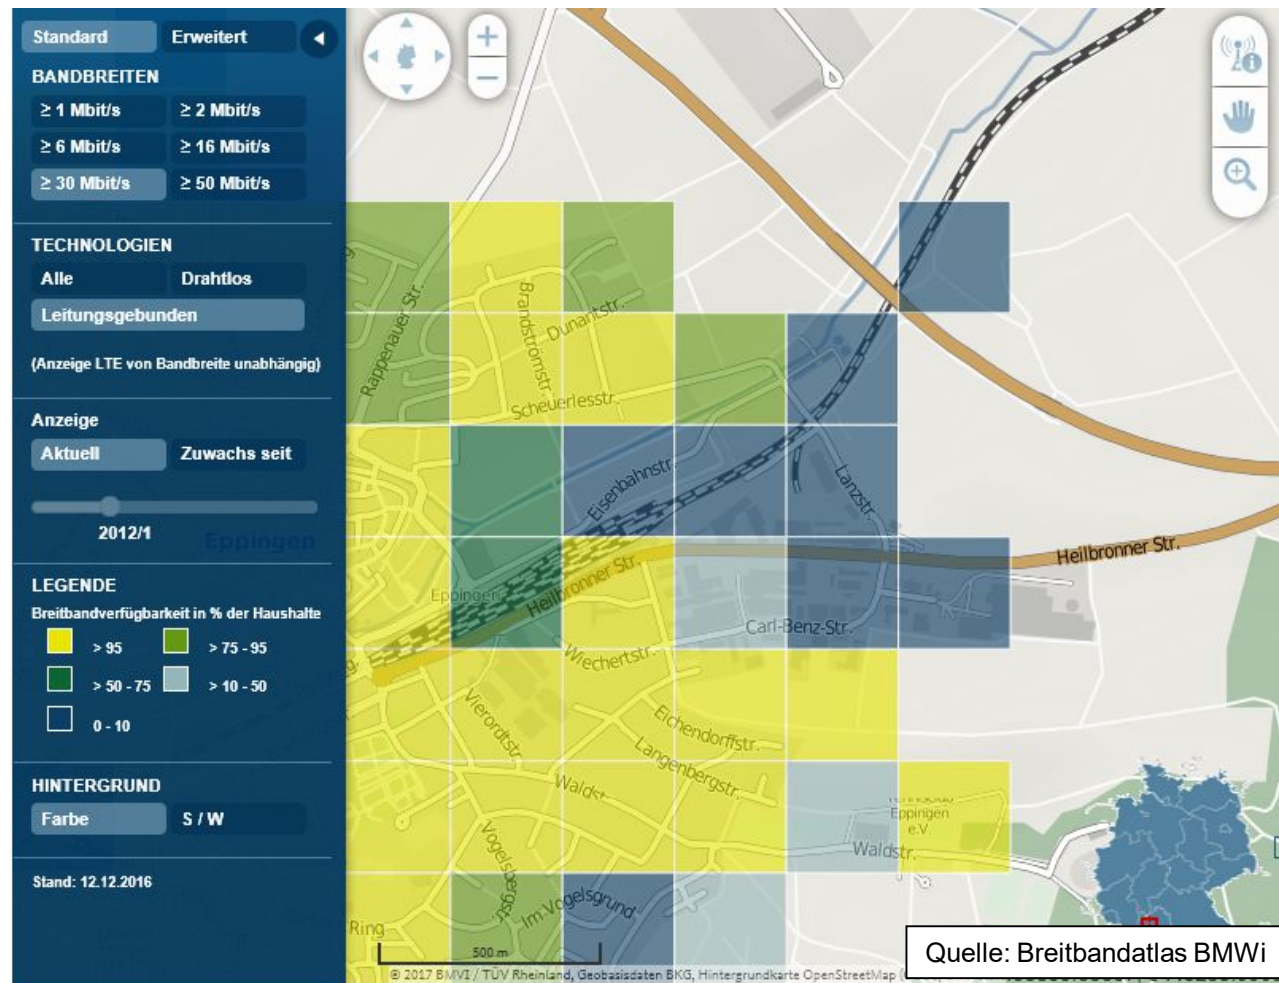 Standard Erweitert
BANDBREITEN
≥ 1 Mbit/s ≥ 2 Mbit/s
≥ 6 Mbit/s ≥ 16 Mbit/s
≥ 30 Mbit/s ≥ 50 Mbit/s
TECHNOLOGIEN
Alle Drahtlos
Leitungsgebunden
(Anzeige LTE von Bandbreite unabhängig)
Anzeige
Aktuell Zuwachs seit
2012/1
Eppingen
LEGENDE
Breitbandverfügbarkeit in % der Haushalte
> 95 > 75 - 95
> 50 - 75 > 10 - 50
0 - 10
HINTERGRUND
Farbe S / W
Stand: 12.12.2016
Rappenauer Str.
Brandströmstr.
Dunantstr.
Scheuerlesstr.
Eisenbahnstr.
Lanzstr.
Heilbronner Str.
Heilbronner Str.
Eppingen
Carl-Benz-Str.
Wiechertstr.
Vierordtstr.
Eichendorffstr.
Langenbergstr.
Waldst
Eppingen
e.V.
Waldstr.
Vogelsbergstr.
Im Vogelsgrund
Ring
500 m
© 2017 BMVI / TÜV Rheinland, Geobasisdaten BKG, Hintergrundkarte OpenStreetMap
Quelle: Breitbandatlas BMWi